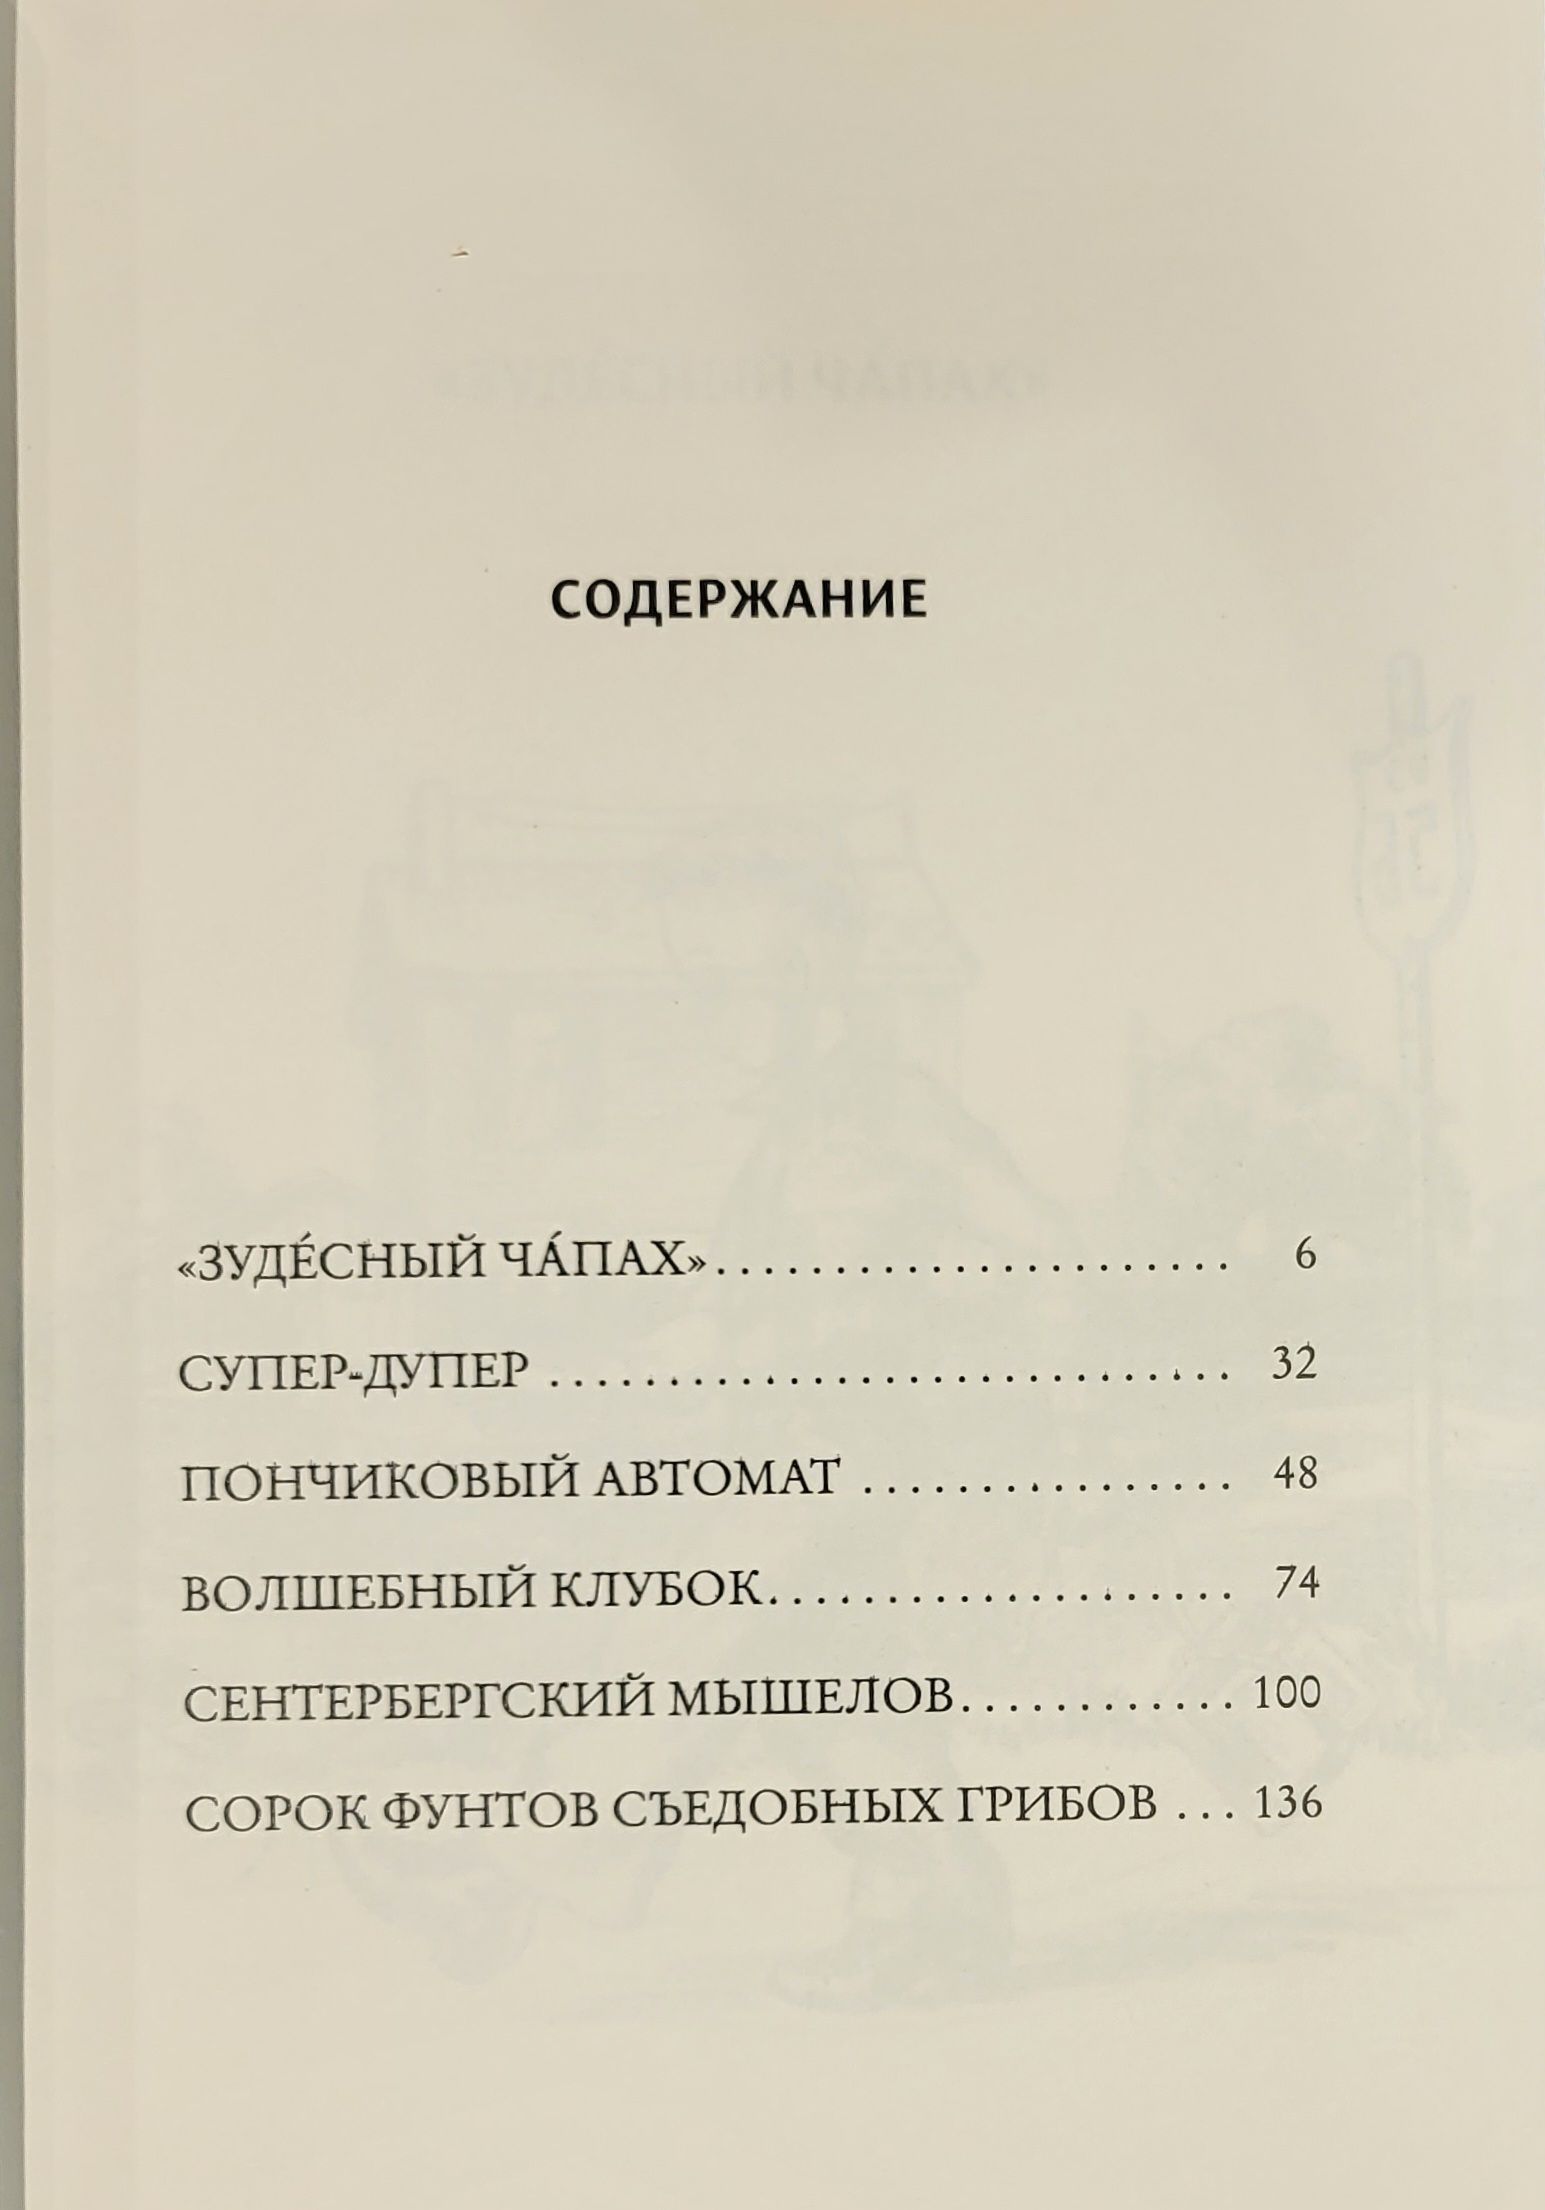 СОДЕРЖАНИЕ
«ЗУДЕ́СНЫЙ ЧА́ПАХ»...................... 6
СУПЕР-ДУПЕР ............................. 32
ПОНЧИКОВЫЙ АВТОМАТ ................ 48
ВОЛШЕБНЫЙ КЛУБОК.................... 74
СЕНТЕРБЕРГСКИЙ МЫШЕЛОВ............ 100
СОРОК ФУНТОВ СЪЕДОБНЫХ ГРИБОВ ... 136